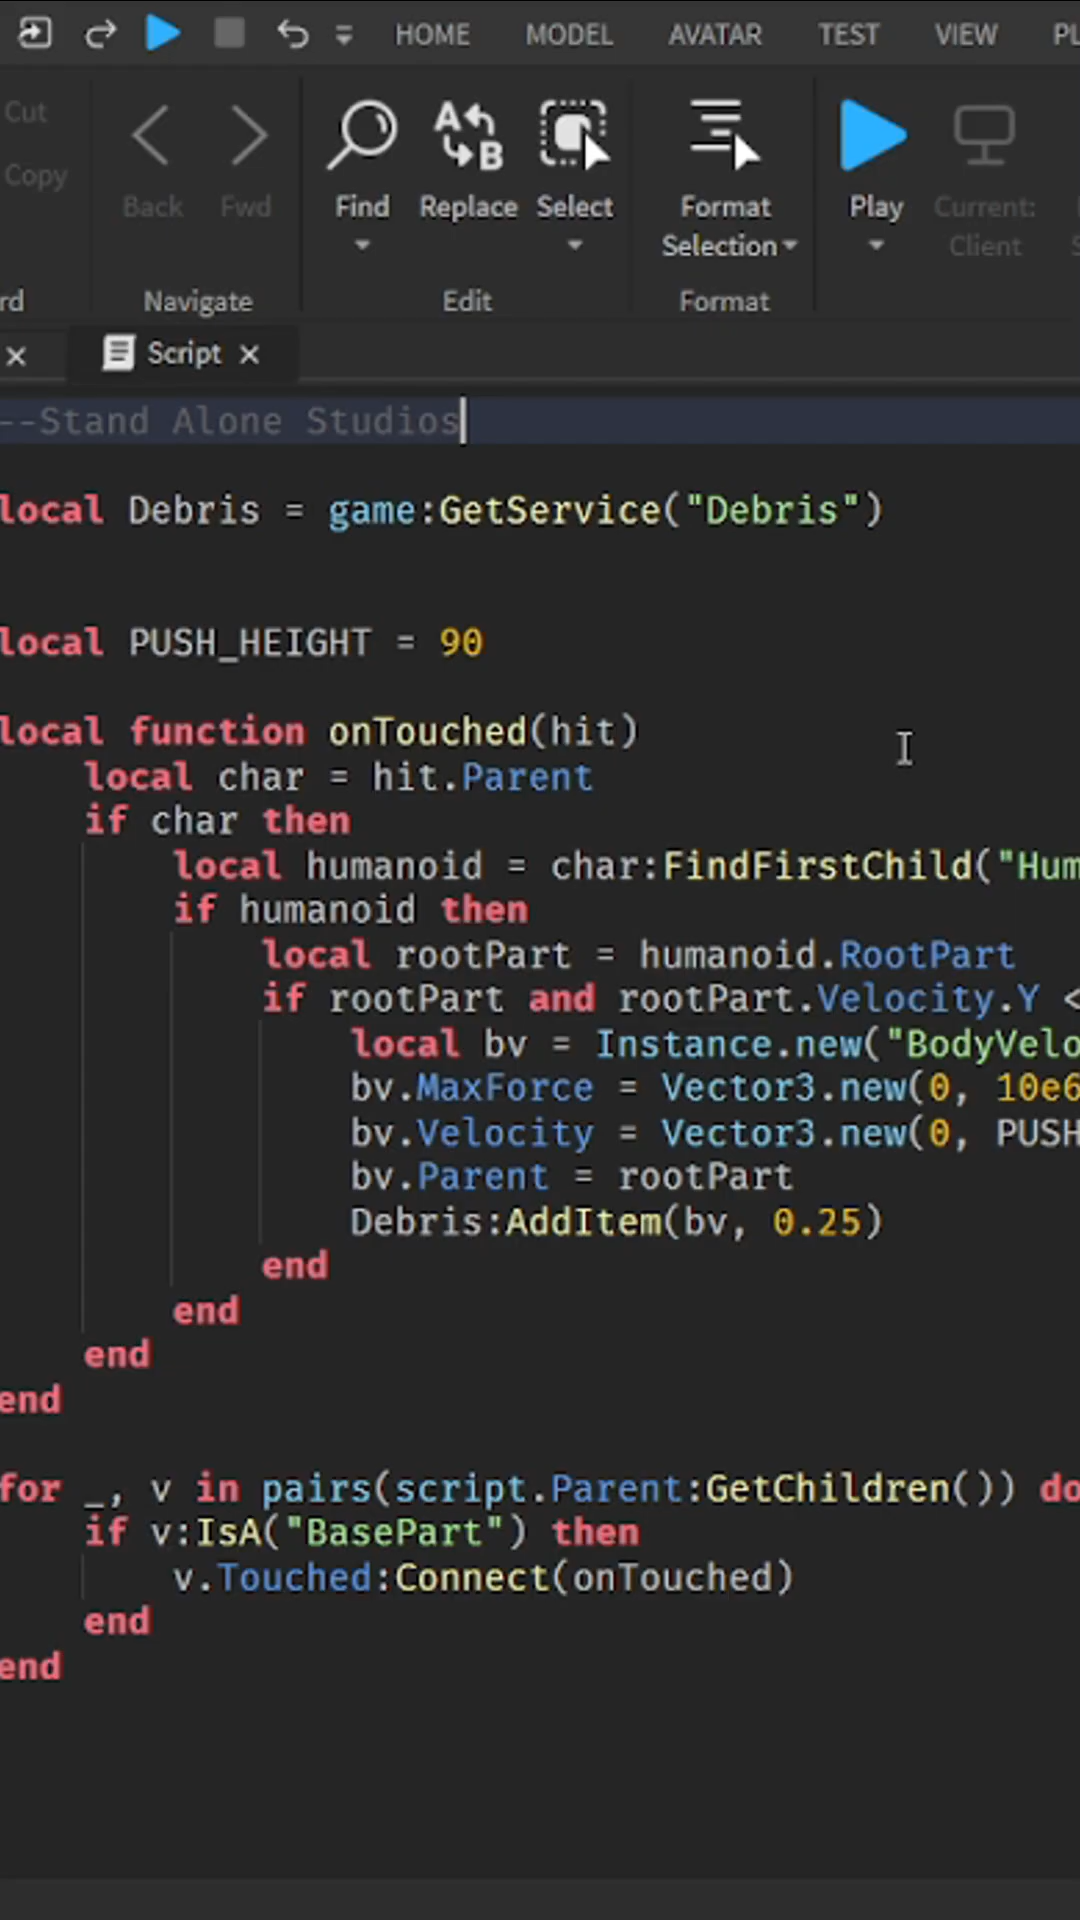 HOME MODEL AVATAR TEST VIEW PL
Cut
Copy
Back Fwd Find Replace Select Format Selection Play Current: Client
rd Navigate Edit Format
Script
--Stand Alone Studios
local Debris = game:GetService("Debris")
local PUSH_HEIGHT = 90
local function onTouched(hit)
local char = hit.Parent
if char then
local humanoid = char:FindFirstChild("Hum
if humanoid then
local rootPart = humanoid.RootPart
if rootPart and rootPart.Velocity.Y <
local bv = Instance.new("BodyVelo
bv.MaxForce = Vector3.new(0, 10e6
bv.Velocity = Vector3.new(0, PUSH
bv.Parent = rootPart
Debris:AddItem(bv, 0.25)
end
end
end
end
for _, v in pairs(script.Parent:GetChildren()) do
if v:IsA("BasePart") then
v.Touched:Connect(onTouched)
end
end